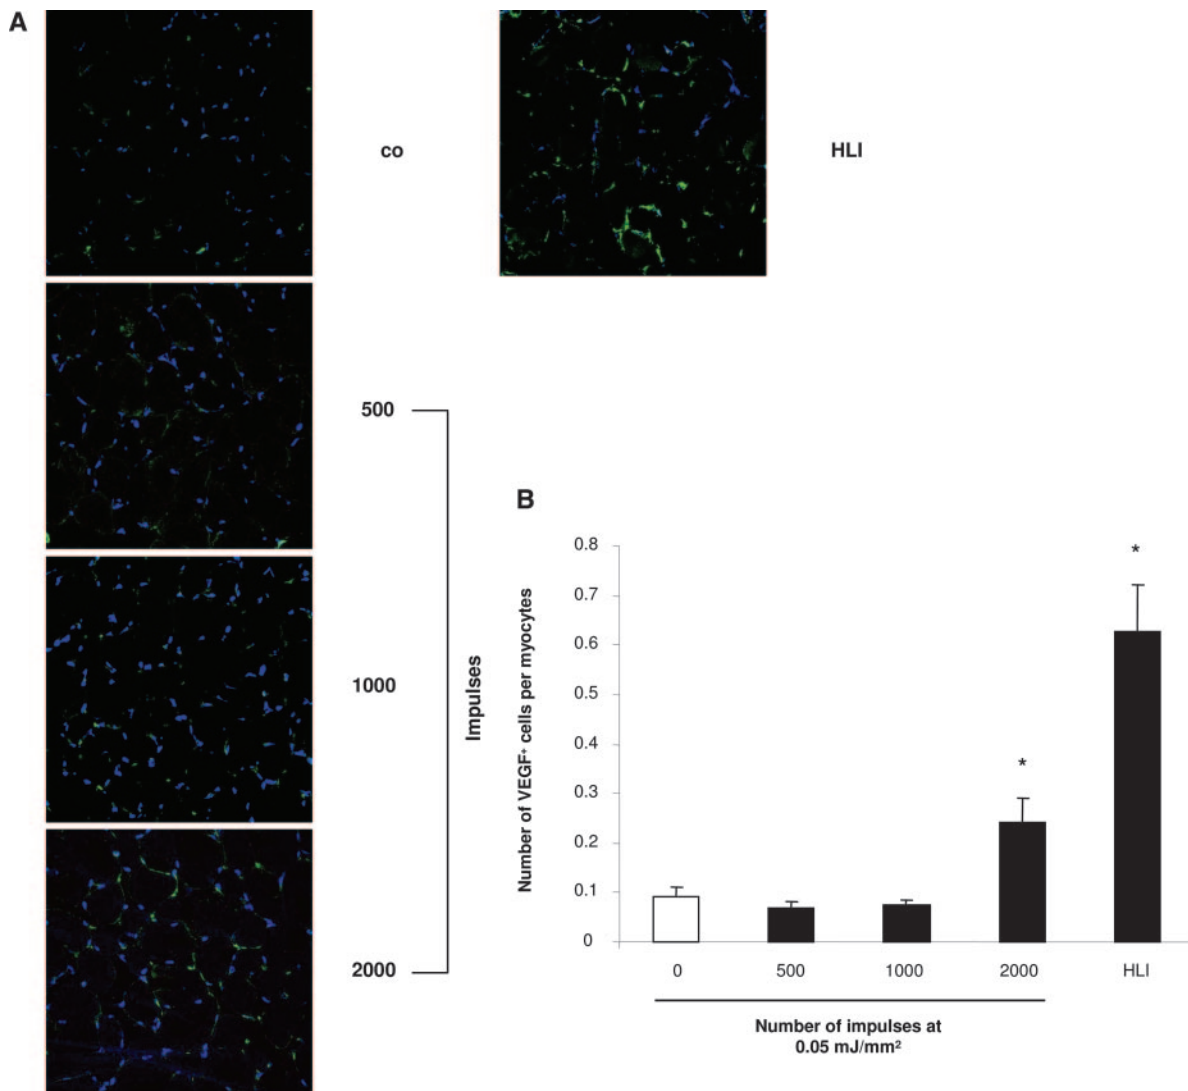 A
co
HLI
500
1000
2000
Impulses
B
Number of VEGF⁺ cells per myocytes
0.8
0.7
0.6
0.5
0.4
0.3
0.2
0.1
0
*
*
0 500 1000 2000 HLI
Number of impulses at
0.05 mJ/mm²